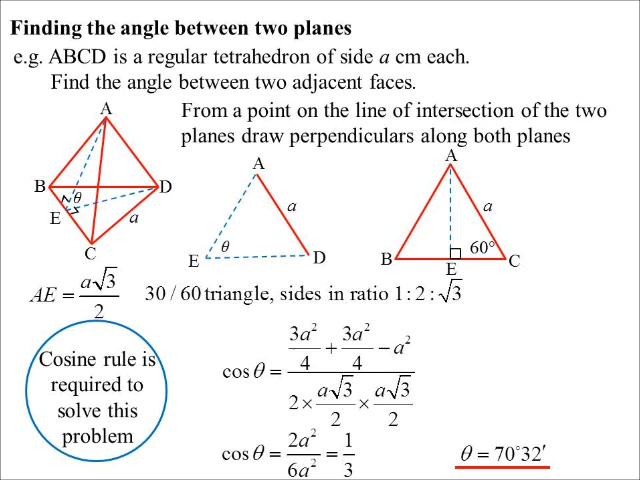 Finding the angle between two planes
e.g. ABCD is a regular tetrahedron of side a cm each.
Find the angle between two adjacent faces.
From a point on the line of intersection of the two
planes draw perpendiculars along both planes
A
B
D
E
θ
a
C
A
a
E
θ
D
A
a
B
60°
E
C
AE = a√3/2
30 / 60 triangle, sides in ratio 1 : 2 : √3
Cosine rule is
required to
solve this
problem
cos θ = (3a²/4 + 3a²/4 − a²) / (2 × a√3/2 × a√3/2)
cos θ = 2a²/6a² = 1/3
θ = 70°32′